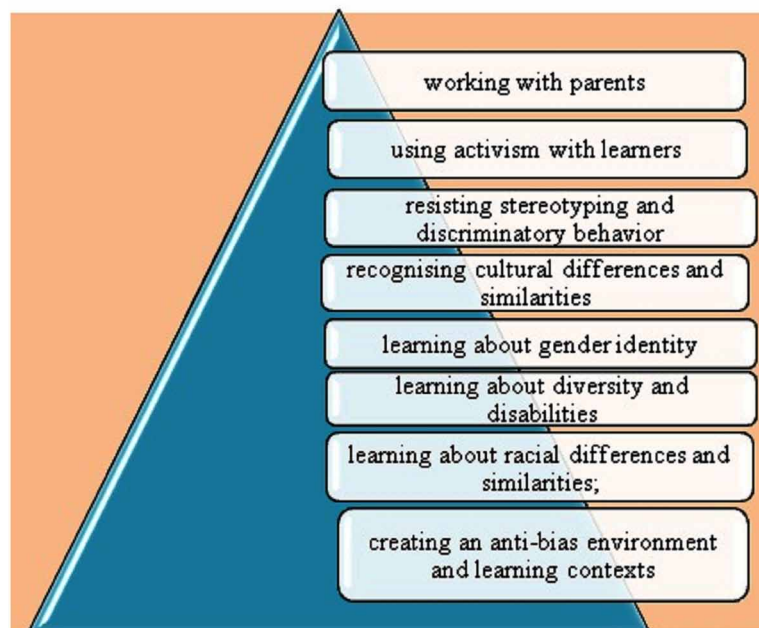 working with parents
using activism with learners
resisting stereotyping and
discriminatory behavior
recognising cultural differences and
similarities
learning about gender identity
learning about diversity and
disabilities
learning about racial differences and
similarities;
creating an anti-bias environment
and learning contexts